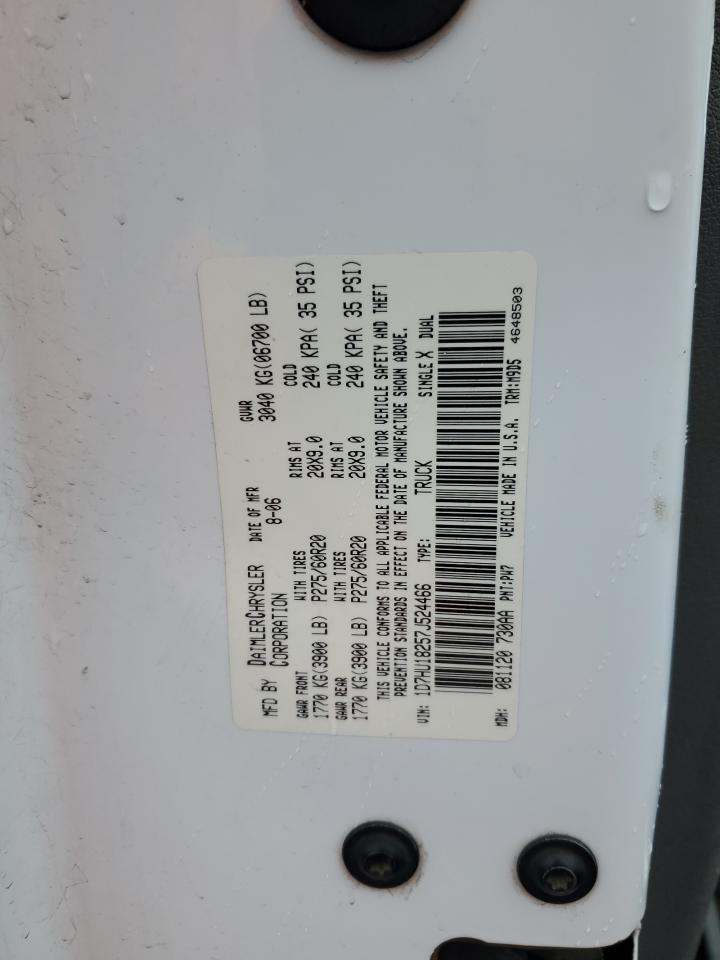 MFD BY DAIMLERCHRYSLER CORPORATION DATE OF MFR 8-06 GVWR 3040 KG(06700 LB)
GAWR FRONT WITH TIRES RIMS AT COLD
1770 KG(3900 LB) P275/60R20 20X9.0 240 KPA( 35 PSI)
GAWR REAR WITH TIRES RIMS AT COLD
1770 KG(3900 LB) P275/60R20 20X9.0 240 KPA( 35 PSI)
THIS VEHICLE CONFORMS TO ALL APPLICABLE FEDERAL MOTOR VEHICLE SAFETY AND THEFT
PREVENTION STANDARDS IN EFFECT ON THE DATE OF MANUFACTURE SHOWN ABOVE.
VIN: 1D7HU18257J524466 TYPE: TRUCK SINGLE X DUAL
MDH: 081120 730AA PNT:PW7 VEHICLE MADE IN U.S.A. TRM:M9D5
4648503